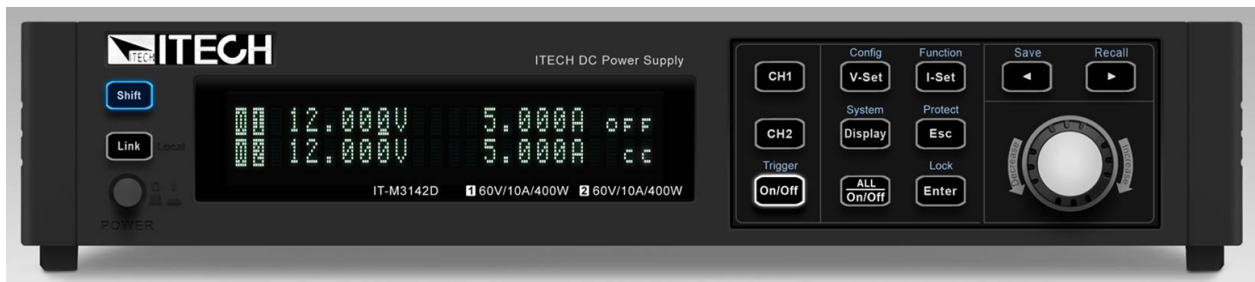 ITECH ITECH
ITECH DC Power Supply
Shift
Link Local
POWER
01 12.000V 5.000A OFF
02 12.000V 5.000A cc
IT-M3142D 1 60V/10A/400W 2 60V/10A/400W
CH1
CH2
Trigger
On/Off
Config Function
V-Set I-Set
System Protect
Display Esc
Lock
ALL
On/Off Enter
Save Recall
Decrease Increase